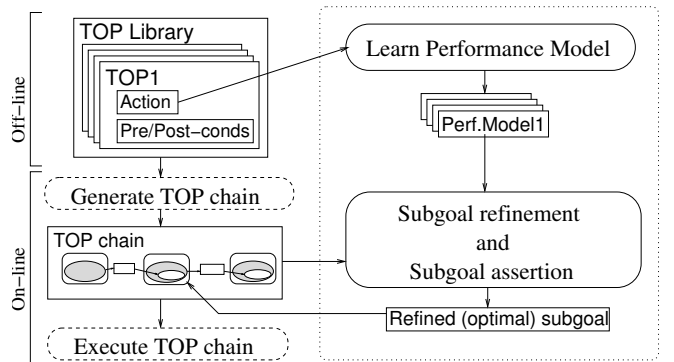 Off−line
On−line
TOP Library
TOP1
Action
Pre/Post−conds
Generate TOP chain
TOP chain
Execute TOP chain
Learn Performance Model
Perf.Model1
Subgoal refinement
and
Subgoal assertion
Refined (optimal) subgoal